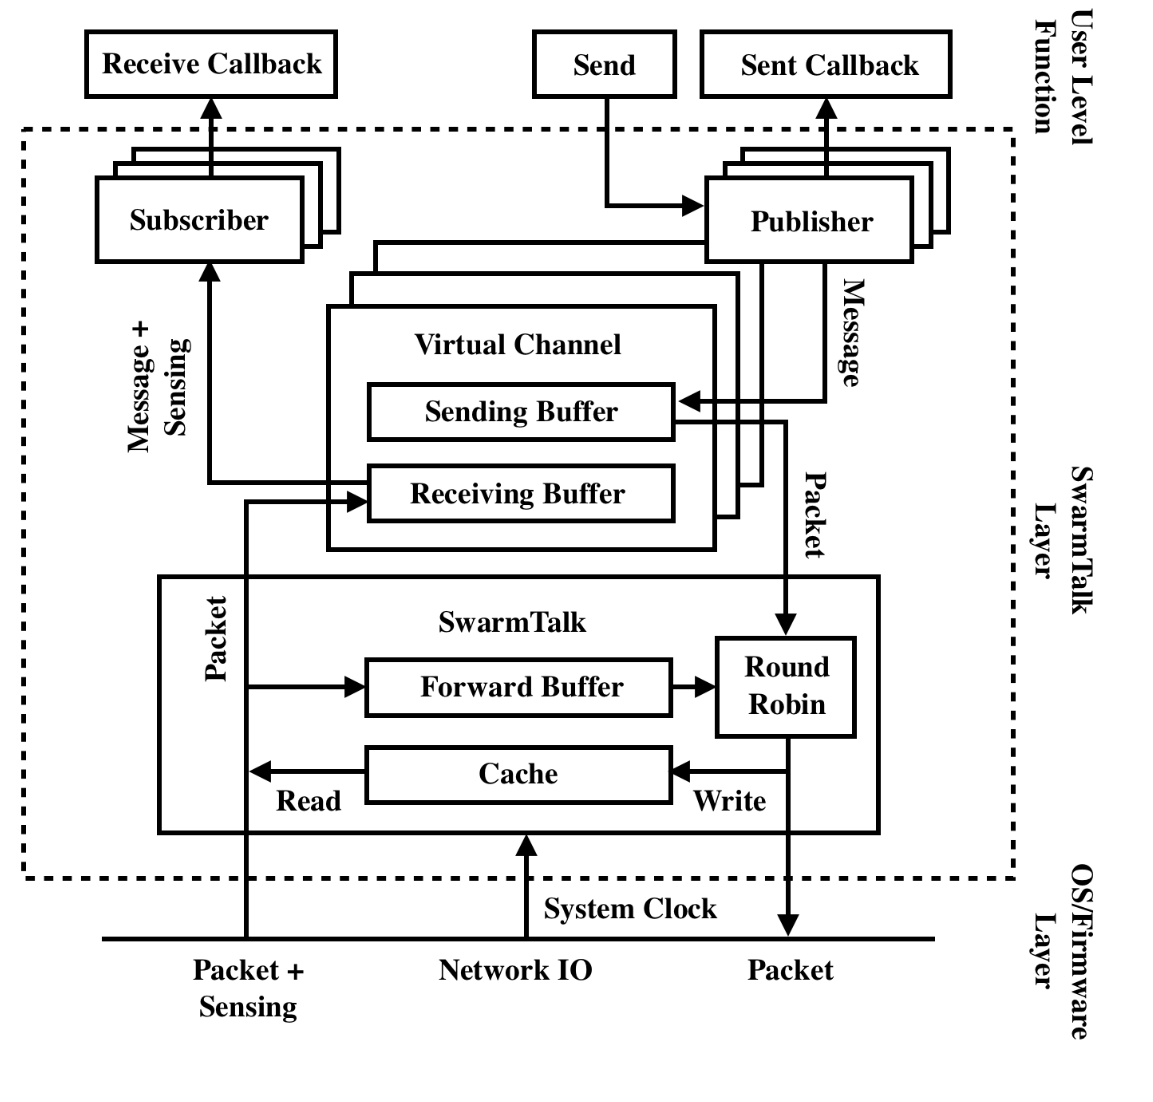 Receive Callback
Send
Sent Callback
User Level
Function
Subscriber
Publisher
Message +
Sensing
Message
Virtual Channel
Sending Buffer
Receiving Buffer
Packet
SwarmTalk
Layer
Packet
SwarmTalk
Forward Buffer
Round
Robin
Cache
Read
Write
System Clock
OS/Firmware
Layer
Packet +
Sensing
Network IO
Packet